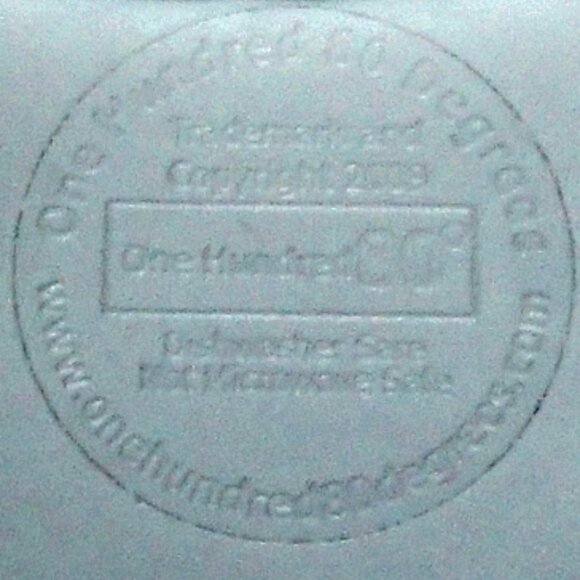 One Hundred 80 Degrees
Trademark and
Copyright 2009
One Hundred 80°
Dishwasher Safe
Not Microwave Safe
www.onehundred80degrees.com